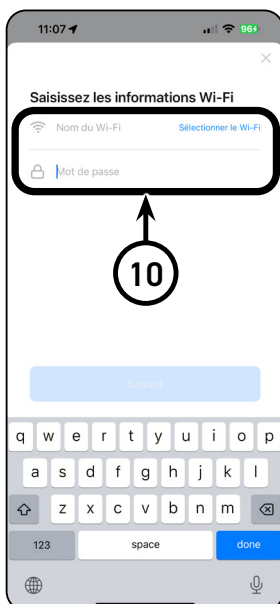 11:07 96
Saisissez les informations Wi-Fi
Nom du Wi-Fi Sélectionner le Wi-Fi
Mot de passe
10
Suivant
q w e r t y u i o p
a s d f g h j k l
z x c v b n m
123 space done